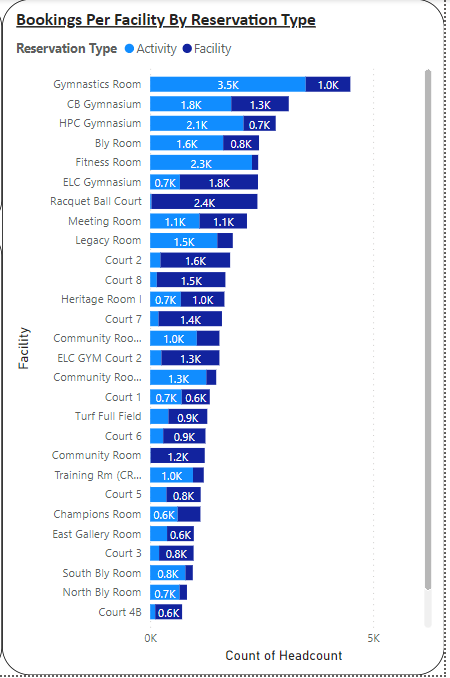 Bookings Per Facility By Reservation Type
Reservation Type Activity Facility
Gymnastics Room 3.5K 1.0K
CB Gymnasium 1.8K 1.3K
HPC Gymnasium 2.1K 0.7K
Bly Room 1.6K 0.8K
Fitness Room 2.3K
ELC Gymnasium 0.7K 1.8K
Racquet Ball Court 2.4K
Meeting Room 1.1K 1.1K
Legacy Room 1.5K
Court 2 1.6K
Court 8 1.5K
Heritage Room I 0.7K 1.0K
Court 7 1.4K
Community Roo... 1.0K
ELC GYM Court 2 1.3K
Community Roo... 1.3K
Court 1 0.7K 0.6K
Turf Full Field 0.9K
Court 6 0.9K
Community Room 1.2K
Training Rm (CR... 1.0K
Court 5 0.8K
Champions Room 0.6K
East Gallery Room 0.6K
Court 3 0.8K
South Bly Room 0.8K
North Bly Room 0.7K
Court 4B 0.6K
Facility
0K 5K
Count of Headcount